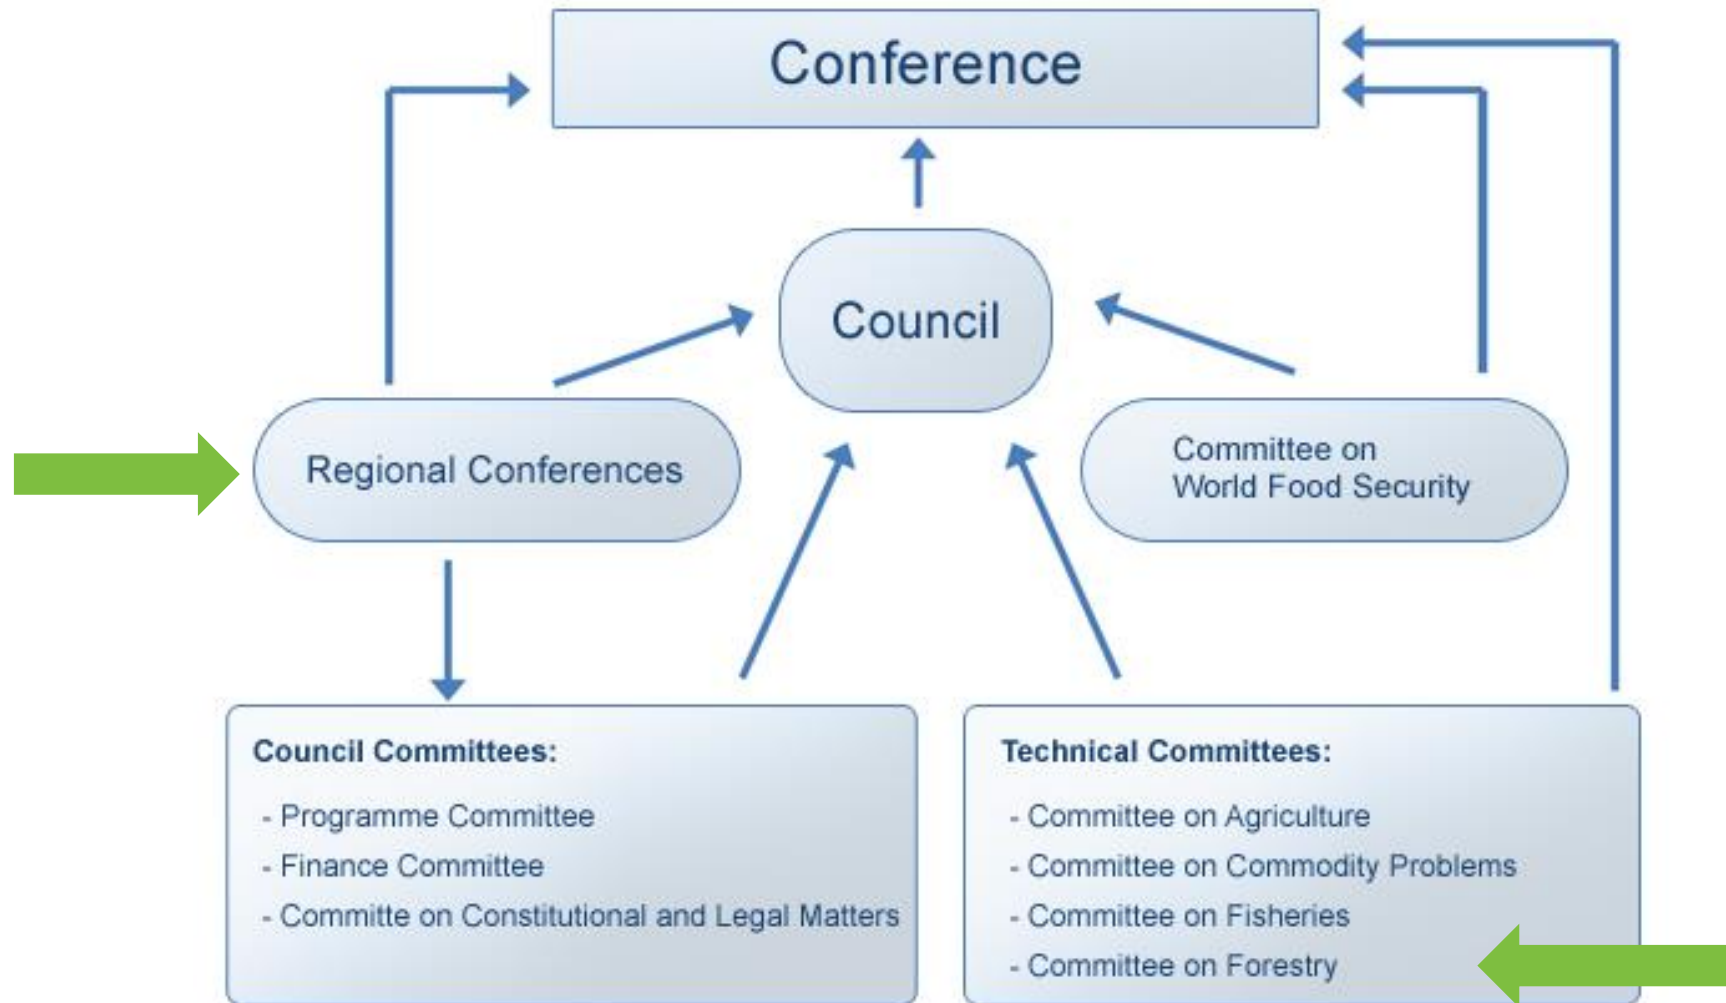 Conference
Council
Regional Conferences
Committee on
World Food Security
Council Committees:
- Programme Committee
- Finance Committee
- Committe on Constitutional and Legal Matters
Technical Committees:
- Committee on Agriculture
- Committee on Commodity Problems
- Committee on Fisheries
- Committee on Forestry